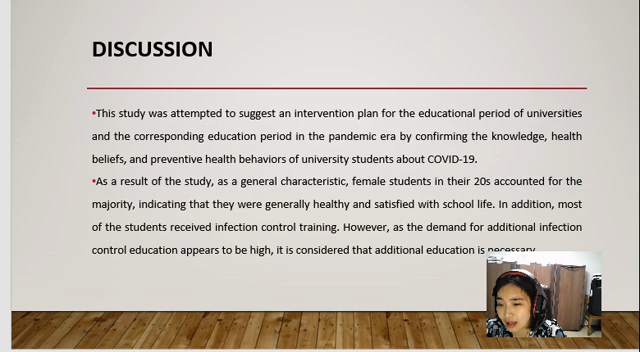 DISCUSSION
•This study was attempted to suggest an intervention plan for the educational period of universities
and the corresponding education period in the pandemic era by confirming the knowledge, health
beliefs, and preventive health behaviors of university students about COVID-19.
•As a result of the study, as a general characteristic, female students in their 20s accounted for the
majority, indicating that they were generally healthy and satisfied with school life. In addition, most
of the students received infection control training. However, as the demand for additional infection
control education appears to be high, it is considered that additional education is necessary.